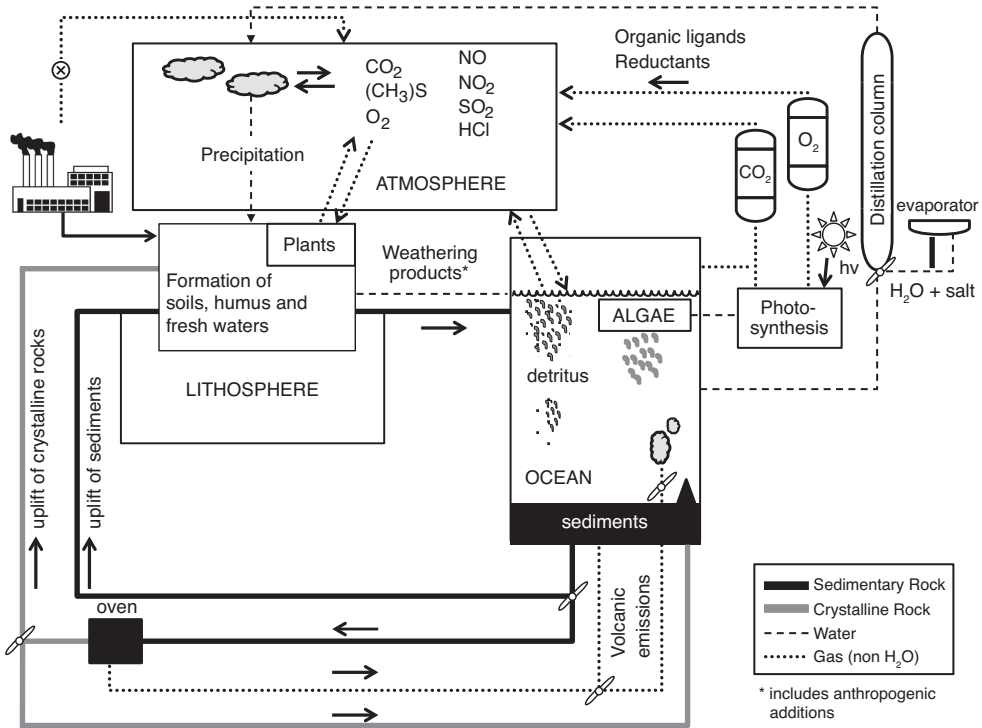 Organic ligands
Reductants
CO₂
(CH₃)S
O₂
NO
NO₂
SO₂
HCl
Precipitation
ATMOSPHERE
CO₂
O₂
Distillation column
evaporator
H₂O + salt
hν
Photo-
synthesis
Plants
Formation of
soils, humus and
fresh waters
Weathering
products*
LITHOSPHERE
ALGAE
detritus
OCEAN
sediments
uplift of crystalline rocks
uplift of sediments
oven
Volcanic
emissions
Sedimentary Rock
Crystalline Rock
Water
Gas (non H₂O)
* includes anthropogenic
additions